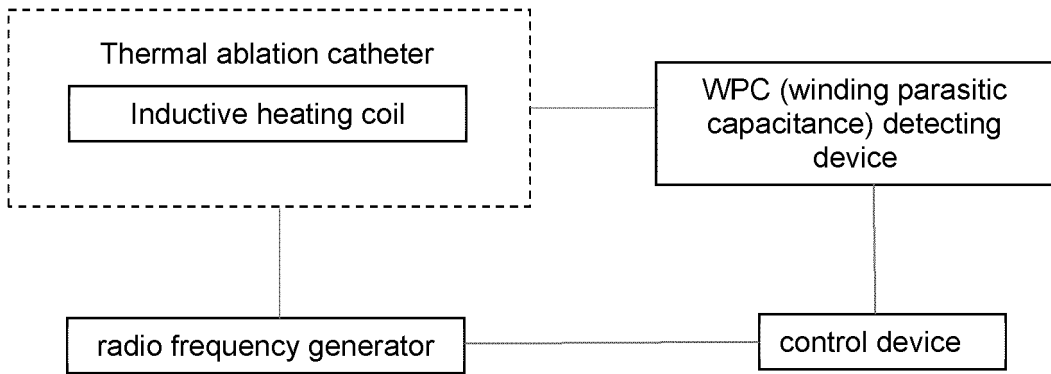 Thermal ablation catheter
Inductive heating coil
WPC (winding parasitic
capacitance) detecting
device
radio frequency generator
control device